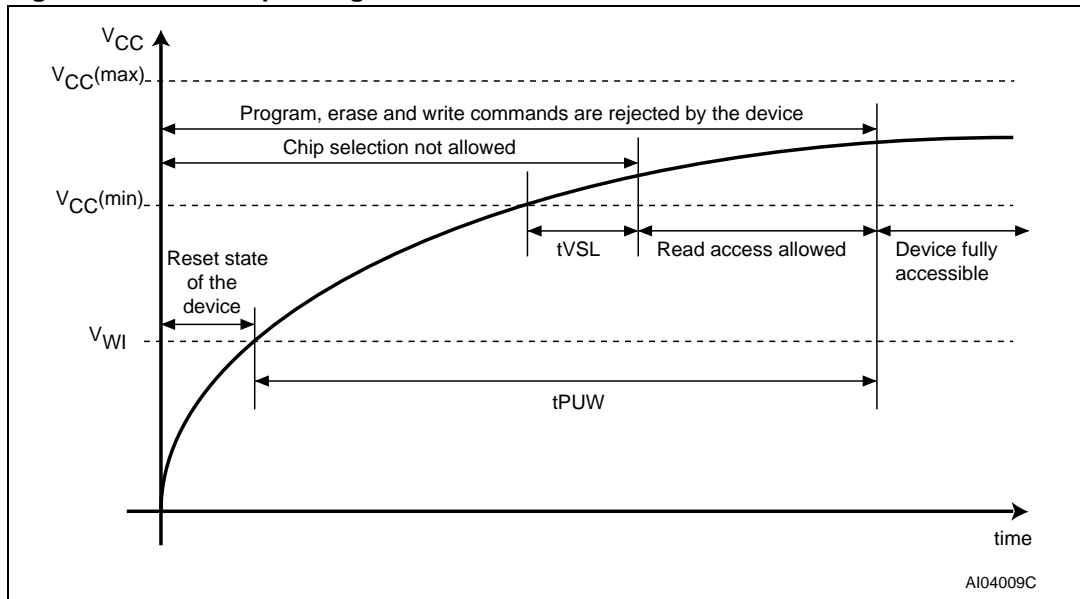 VCC
VCC(max)
Program, erase and write commands are rejected by the device
Chip selection not allowed
VCC(min)
tVSL
Read access allowed
Device fully
accessible
Reset state
of the
device
VWI
tPUW
time
AI04009C